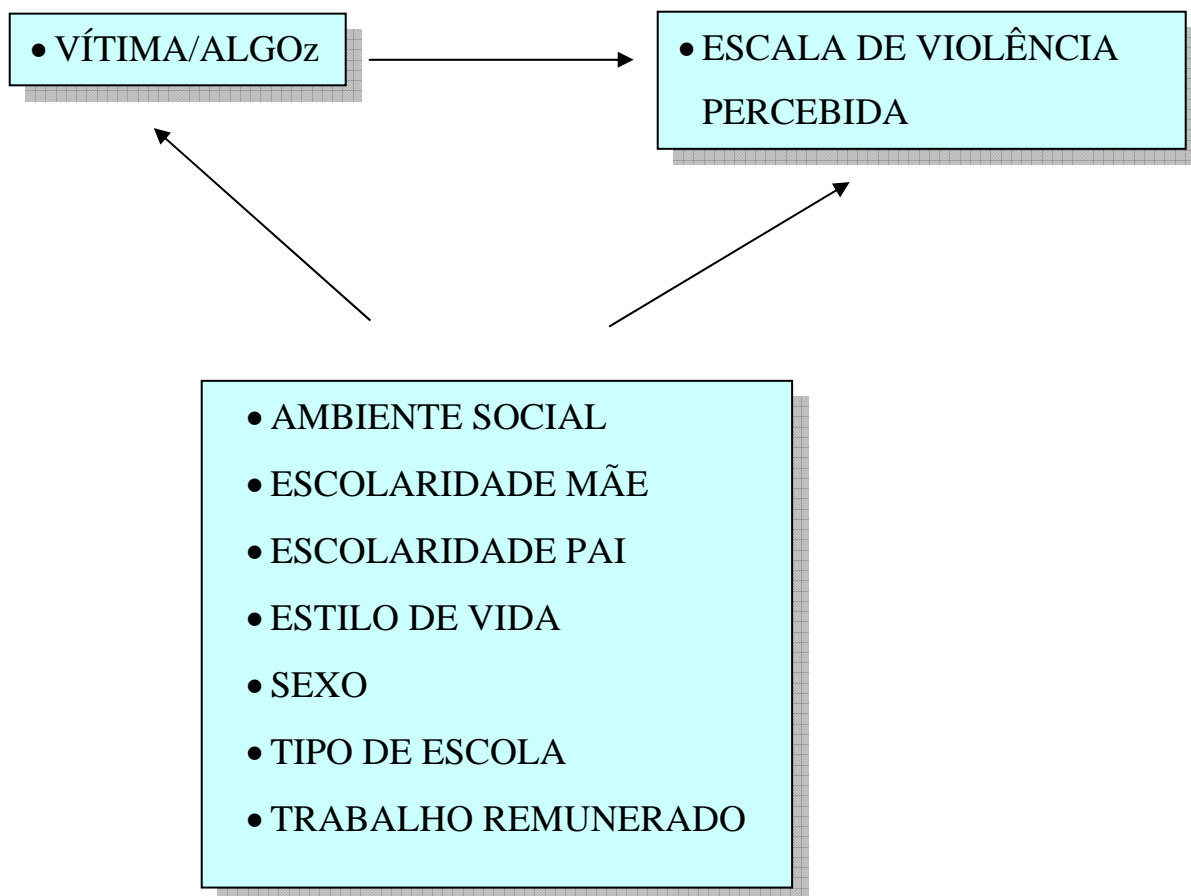 • VÍTIMA/ALGOz
• ESCALA DE VIOLÊNCIA
PERCEBIDA
• AMBIENTE SOCIAL
• ESCOLARIDADE MÃE
• ESCOLARIDADE PAI
• ESTILO DE VIDA
• SEXO
• TIPO DE ESCOLA
• TRABALHO REMUNERADO